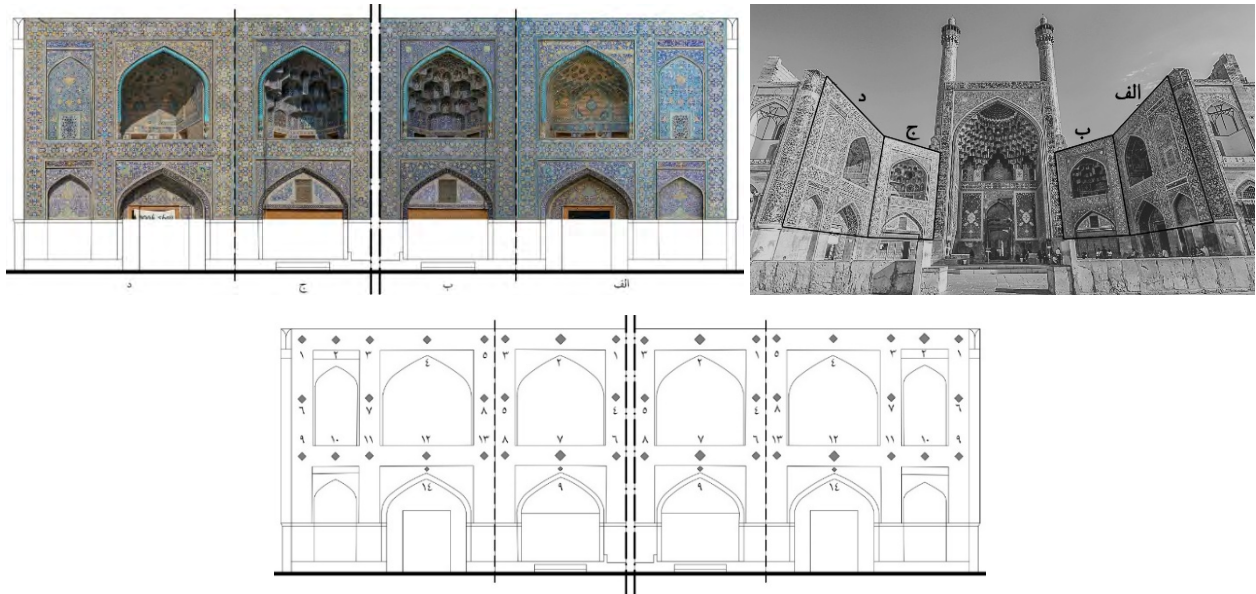 الف
د
ب
ج
الف ب ج د
١ ٢ ٣ ٤ ٥ ١ ٢ ٣ ١ ٢ ٣ ٥ ٤ ٣ ٢ ١
٦ ٧ ٨ ٤ ٥ ٤ ٥ ٨ ٧ ٦
٩ ١٠ ١١ ١٢ ١٣ ٦ ٧ ٨ ٦ ٧ ٨ ١٣ ١٢ ١١ ١٠ ٩
١٤ ٩ ٩ ١٤